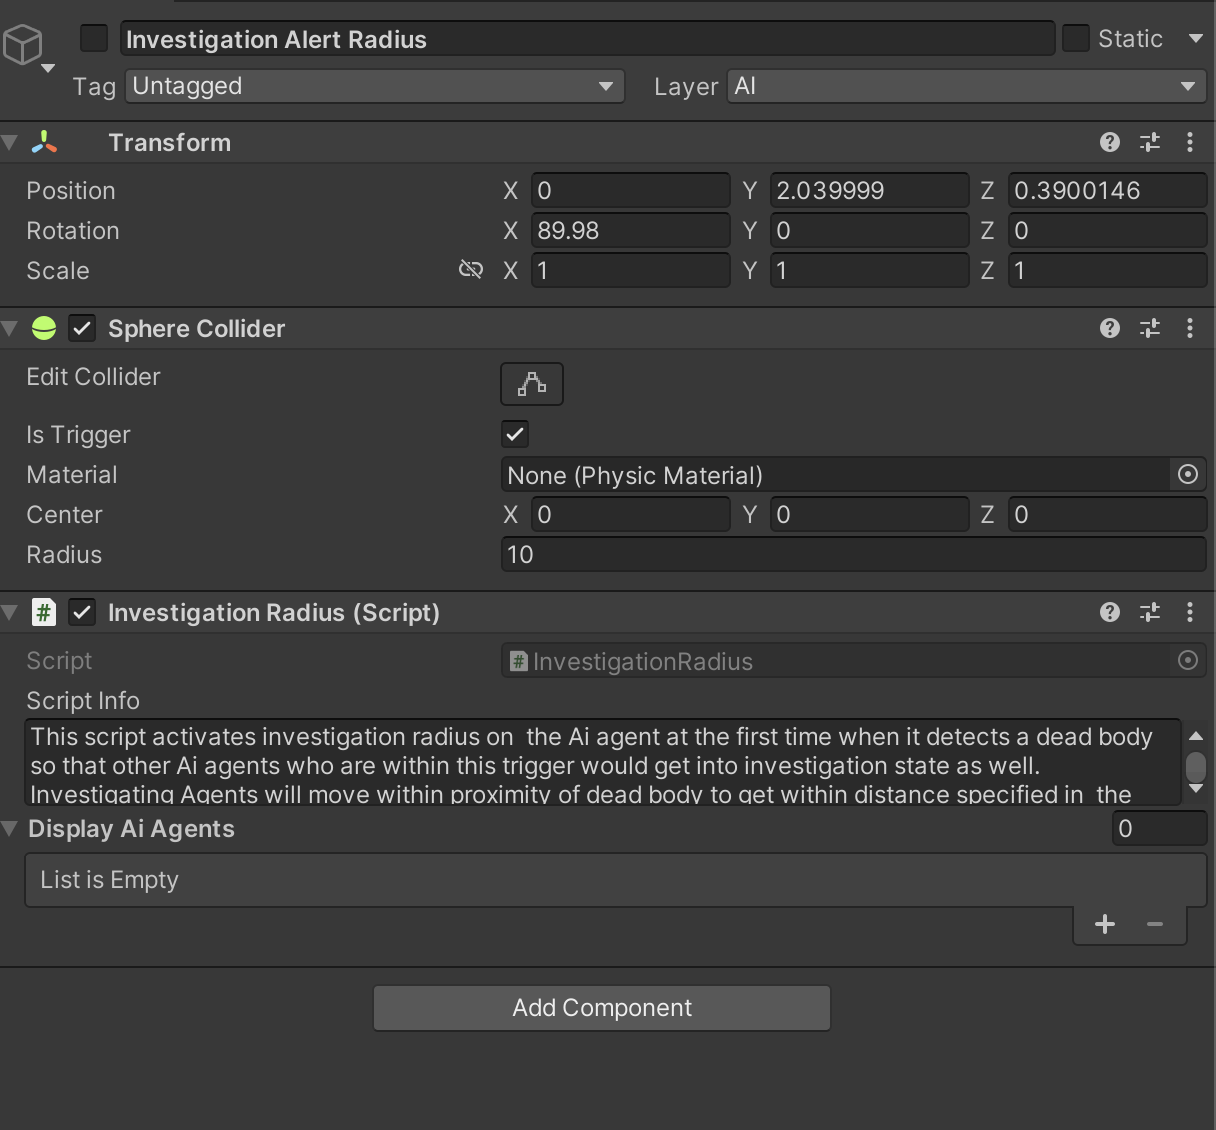 Investigation Alert Radius Static
Tag Untagged Layer AI
Transform
Position X 0 Y 2.039999 Z 0.3900146
Rotation X 89.98 Y 0 Z 0
Scale X 1 Y 1 Z 1
Sphere Collider
Edit Collider
Is Trigger
Material None (Physic Material)
Center X 0 Y 0 Z 0
Radius 10
# Investigation Radius (Script)
Script # InvestigationRadius
Script Info
This script activates investigation radius on  the Ai agent at the first time when it detects a dead body
so that other Ai agents who are within this trigger would get into investigation state as well.
Investigating Agents will move within proximity of dead body to get within distance specified in  the
Display Ai Agents 0
List is Empty
Add Component